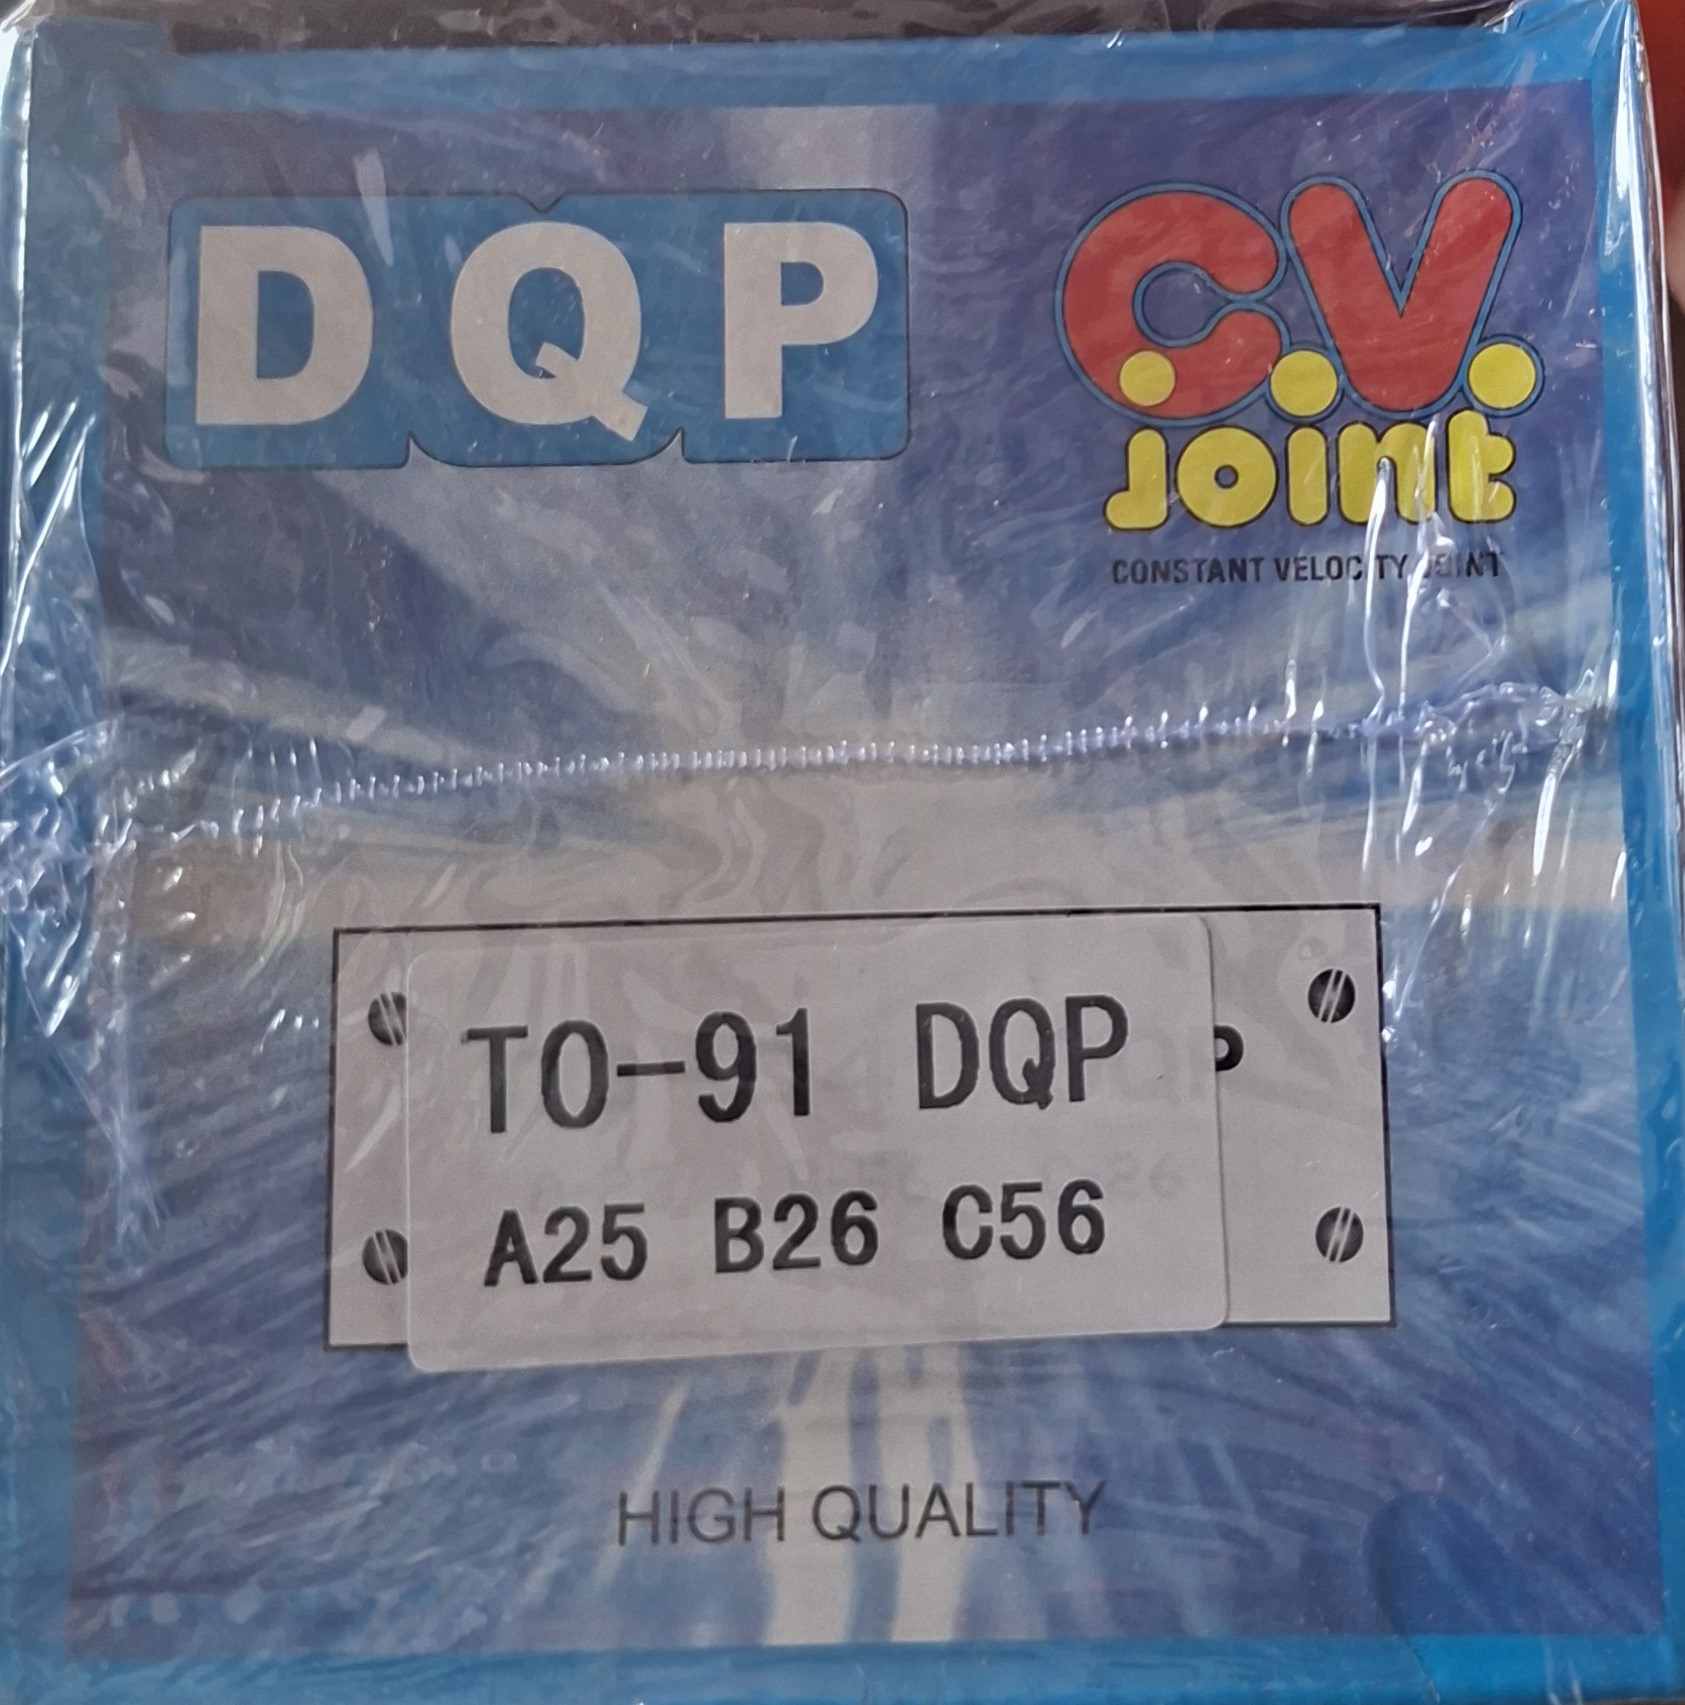 DQP
C.V.
Joint
CONSTANT VELOCITY JOINT
TO-91 DQP
P
A25 B26 C56
HIGH QUALITY